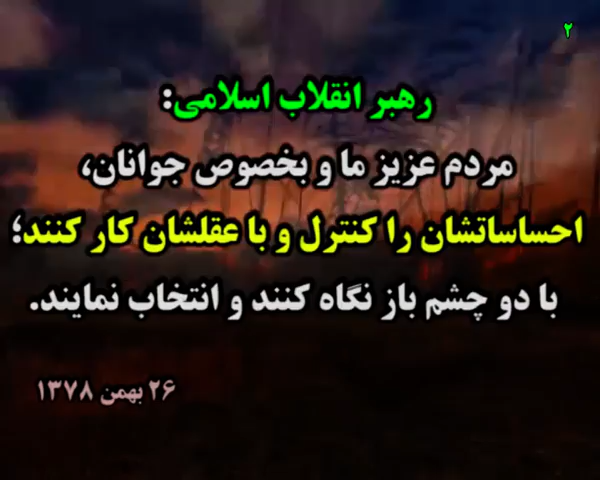 ۲
رهبر انقلاب اسلامی:
مردم عزیز ما و بخصوص جوانان،
احساساتشان را کنترل و با عقلشان کار کنند؛
با دو چشم باز نگاه کنند و انتخاب نمایند.
۲۶ بهمن ۱۳۷۸